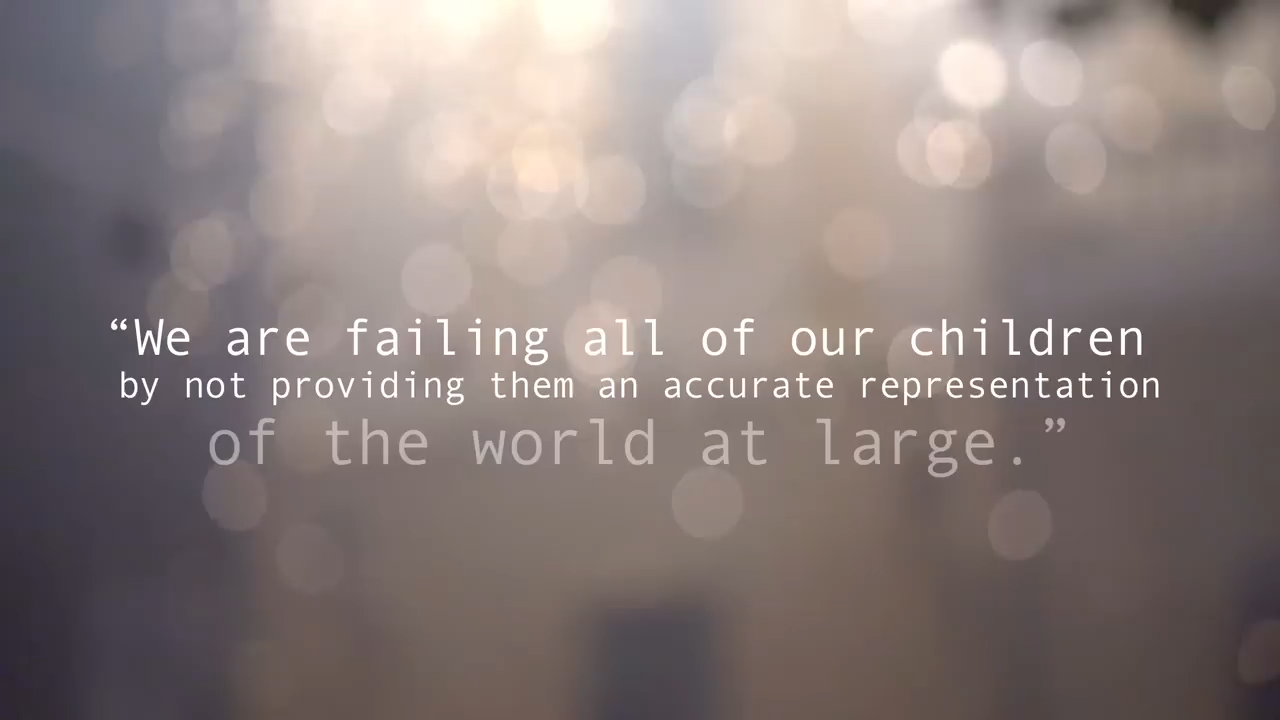 “We are failing all of our children
by not providing them an accurate representation
of the world at large.”